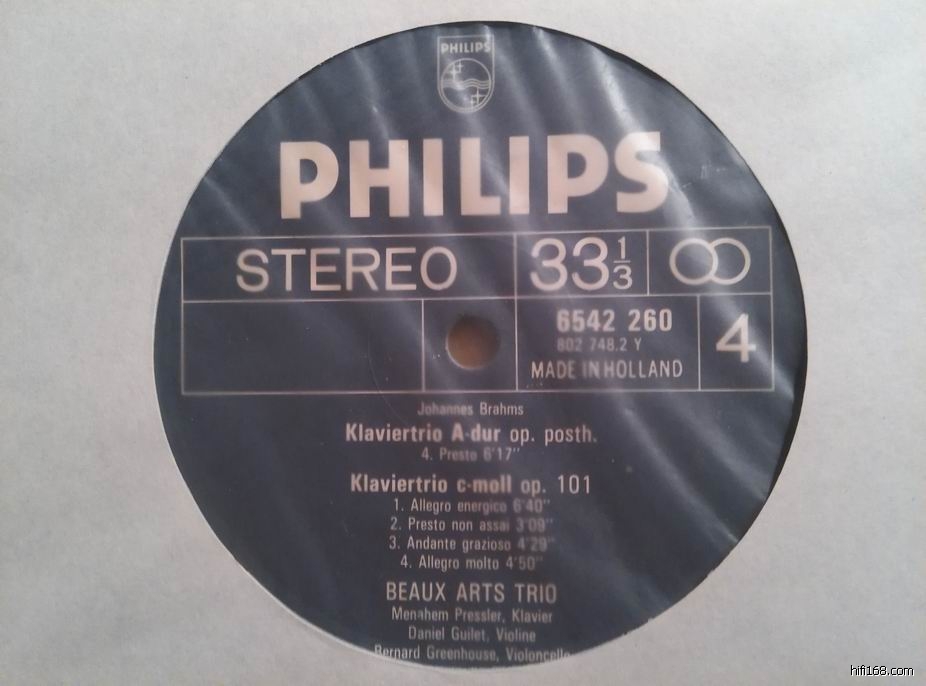 PHILIPS
PHILIPS
STEREO
33 1/3
6542 260
802 748.2 Y
MADE IN HOLLAND
4
Johannes Brahms
Klaviertrio A-dur op. posth.
4. Presto 6'17"
Klaviertrio c-moll op. 101
1. Allegro energico 6'40"
2. Presto non assai 3'09"
3. Andante grazioso 4'29"
4. Allegro molto 4'50"
BEAUX ARTS TRIO
Menahem Pressler, Klavier
Daniel Guilet, Violine
Bernard Greenhouse, Violoncello
hifi168.com